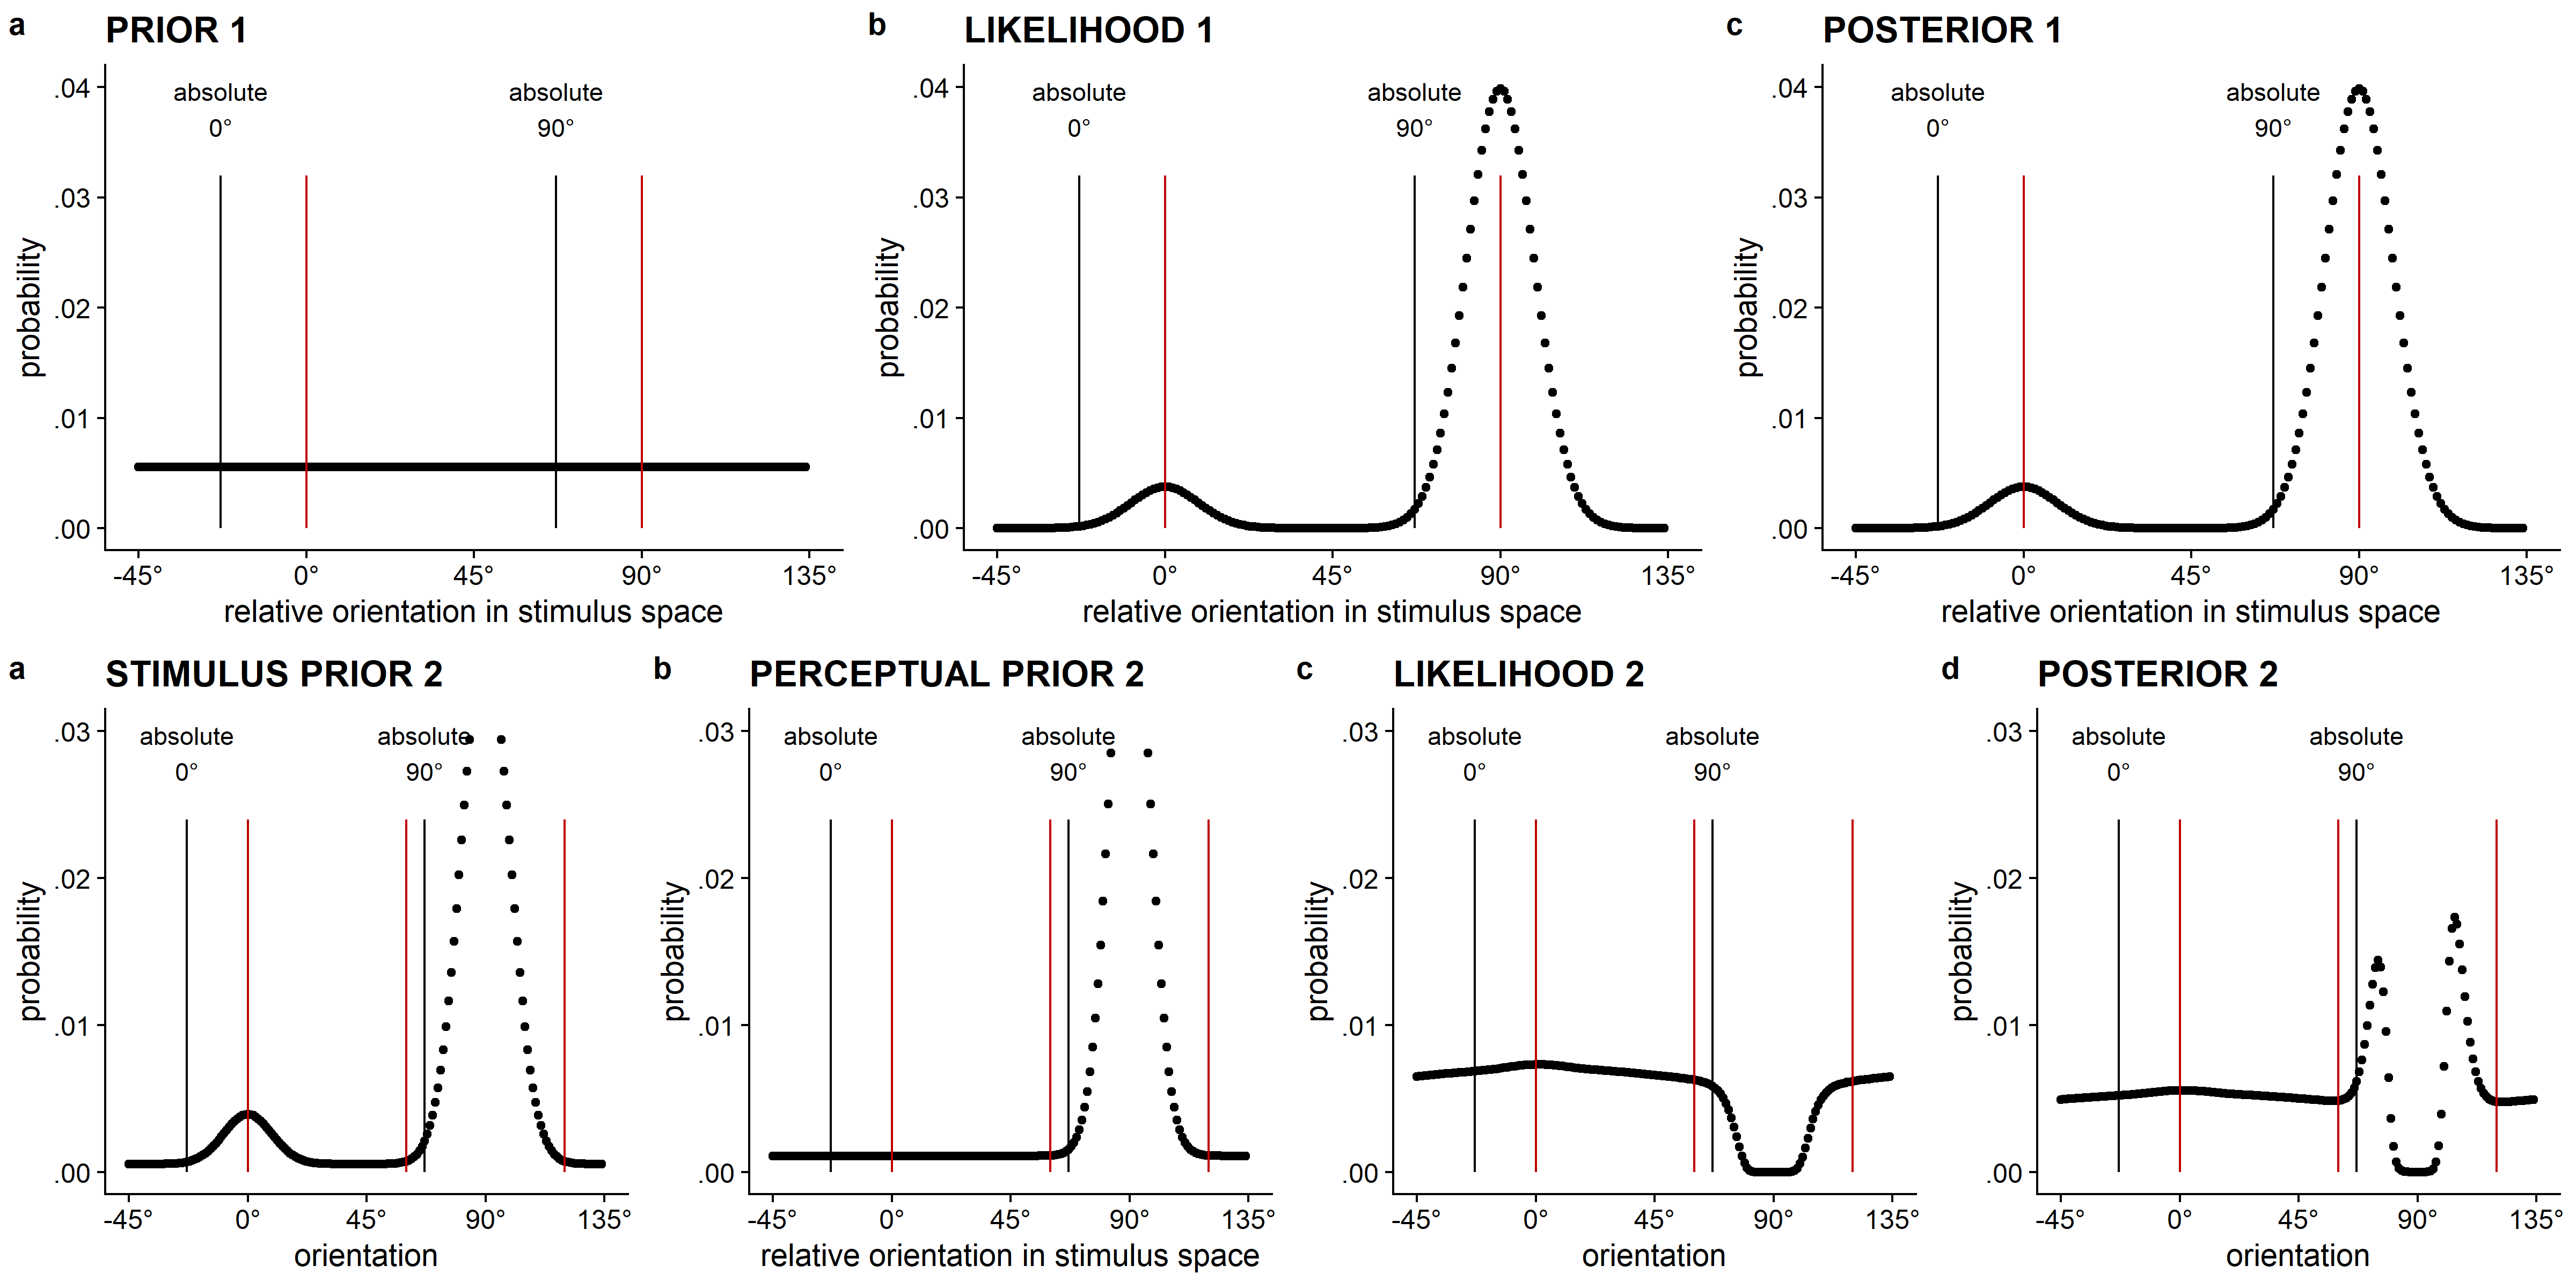 a PRIOR 1
.04
.03
.02
.01
.00
absolute
0°
absolute
90°
probability
-45° 0° 45° 90° 135°
relative orientation in stimulus space
b LIKELIHOOD 1
.04
.03
.02
.01
.00
absolute
0°
absolute
90°
probability
-45° 0° 45° 90° 135°
relative orientation in stimulus space
c POSTERIOR 1
.04
.03
.02
.01
.00
absolute
0°
absolute
90°
probability
-45° 0° 45° 90° 135°
relative orientation in stimulus space
a STIMULUS PRIOR 2
.03
.02
.01
.00
absolute
0°
absolute
90°
probability
-45° 0° 45° 90° 135°
orientation
b PERCEPTUAL PRIOR 2
.03
.02
.01
.00
absolute
0°
absolute
90°
probability
-45° 0° 45° 90° 135°
relative orientation in stimulus space
c LIKELIHOOD 2
.03
.02
.01
.00
absolute
0°
absolute
90°
probability
-45° 0° 45° 90° 135°
orientation
d POSTERIOR 2
.03
.02
.01
.00
absolute
0°
absolute
90°
probability
-45° 0° 45° 90° 135°
orientation